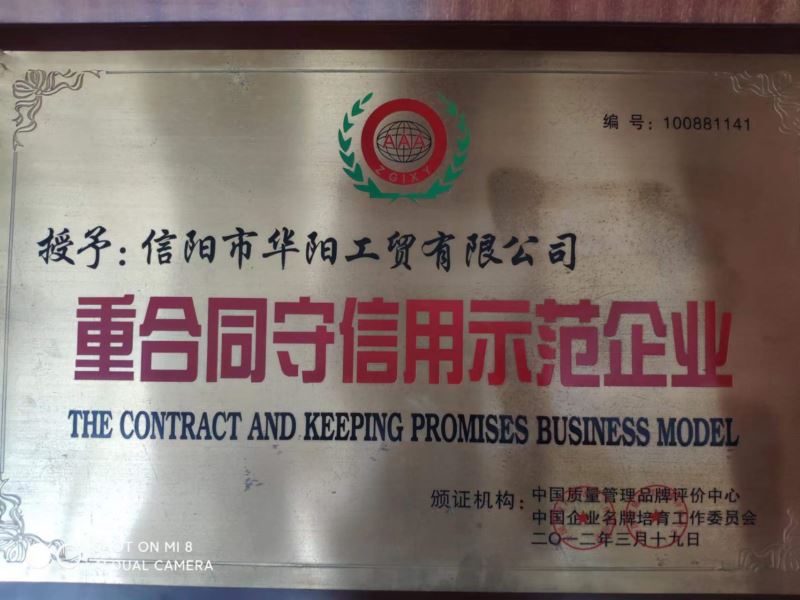 编 号：100881141
AAA
ZGIXY
授予：信阳市华阳工贸有限公司
重合同守信用示范企业
THE CONTRACT AND KEEPING PROMISES BUSINESS MODEL
颁证机构：中国质量管理品牌评价中心
中国企业名牌培育工作委员会
二〇一二年三月十九日
SHOT ON MI 8
AI DUAL CAMERA